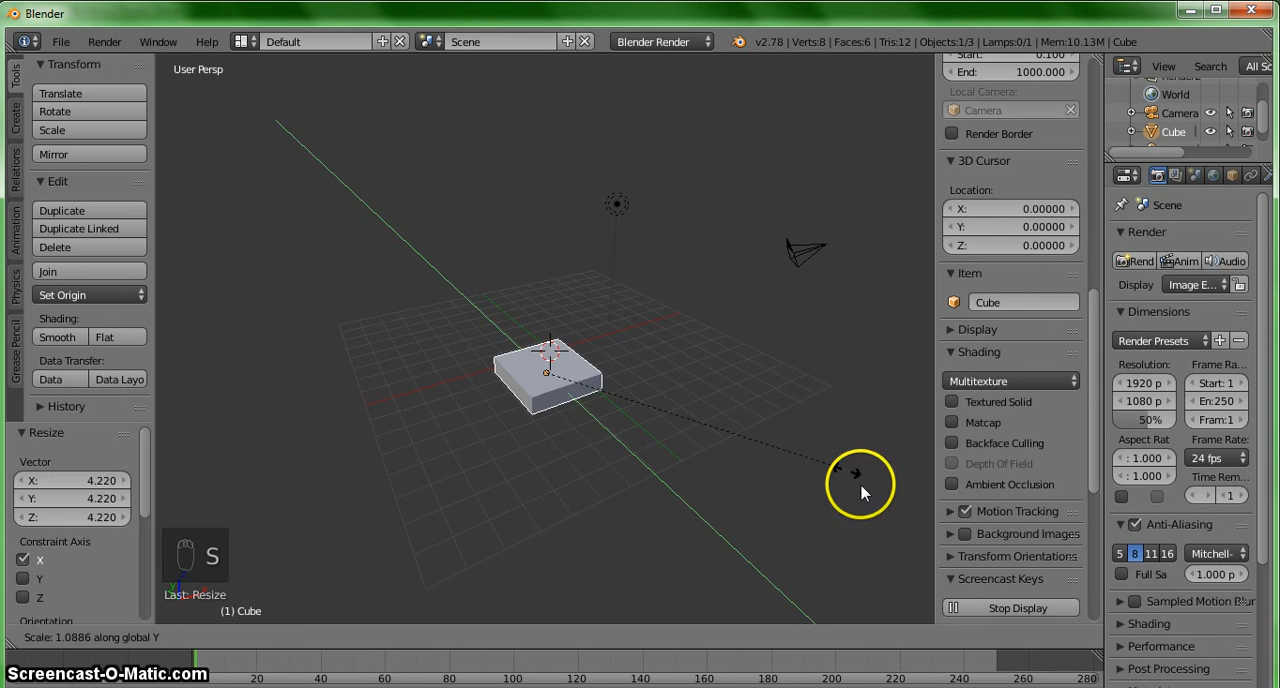 Blender
File Render Window Help Default Scene Blender Render v2.78 | Verts:8 | Faces:6 | Tris:12 | Objects:1/3 | Lamps:0/1 | Mem:10.13M | Cube
Tools
Create
Relations
Animation
Physics
Grease Pencil
Transform
Translate
Rotate
Scale
Mirror
Edit
Duplicate
Duplicate Linked
Delete
Join
Set Origin
Shading:
Smooth Flat
Data Transfer:
Data Data Layo
History
Resize
Vector
X: 4.220
Y: 4.220
Z: 4.220
Constraint Axis
X
Y
Z
Orientation
User Persp
S
Last: Resize
(1) Cube
Scale: 1.0886 along global Y
Start: 0.100
End: 1000.000
Local Camera:
Camera
Render Border
3D Cursor
Location:
X: 0.00000
Y: 0.00000
Z: 0.00000
Item
Cube
Display
Shading
Multitexture
Textured Solid
Matcap
Backface Culling
Depth Of Field
Ambient Occlusion
Motion Tracking
Background Images
Transform Orientations
Screencast Keys
Stop Display
View Search All Sc
World
Camera
Cube
Scene
Render
Rend Anim Audio
Display Image E...
Dimensions
Render Presets
Resolution: Frame Ra...
1920 p Start: 1
1080 p En:250
50% Fram:1
Aspect Rat Frame Rate:
: 1.000 24 fps
: 1.000 Time Rem...
1
Anti-Aliasing
5 8 11 16 Mitchell-
Full Sa : 1.000 p
Sampled Motion Blur
Shading
Performance
Post Processing
20 40 60 80 100 120 140 160 180 200 220 240 260 280
Screencast-O-Matic.com